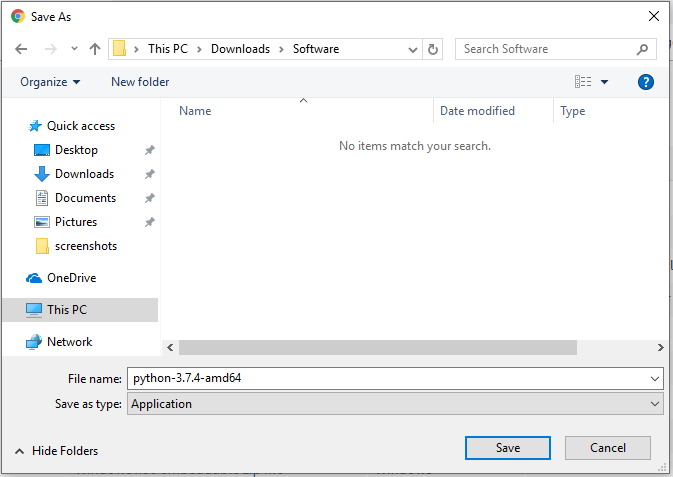 Save As
This PC > Downloads > Software
Search Software
Organize
New folder
Name
Date modified
Type
No items match your search.
Quick access
Desktop
Downloads
Documents
Pictures
screenshots
OneDrive
This PC
Network
File name: python-3.7.4-amd64
Save as type: Application
Hide Folders
Save
Cancel